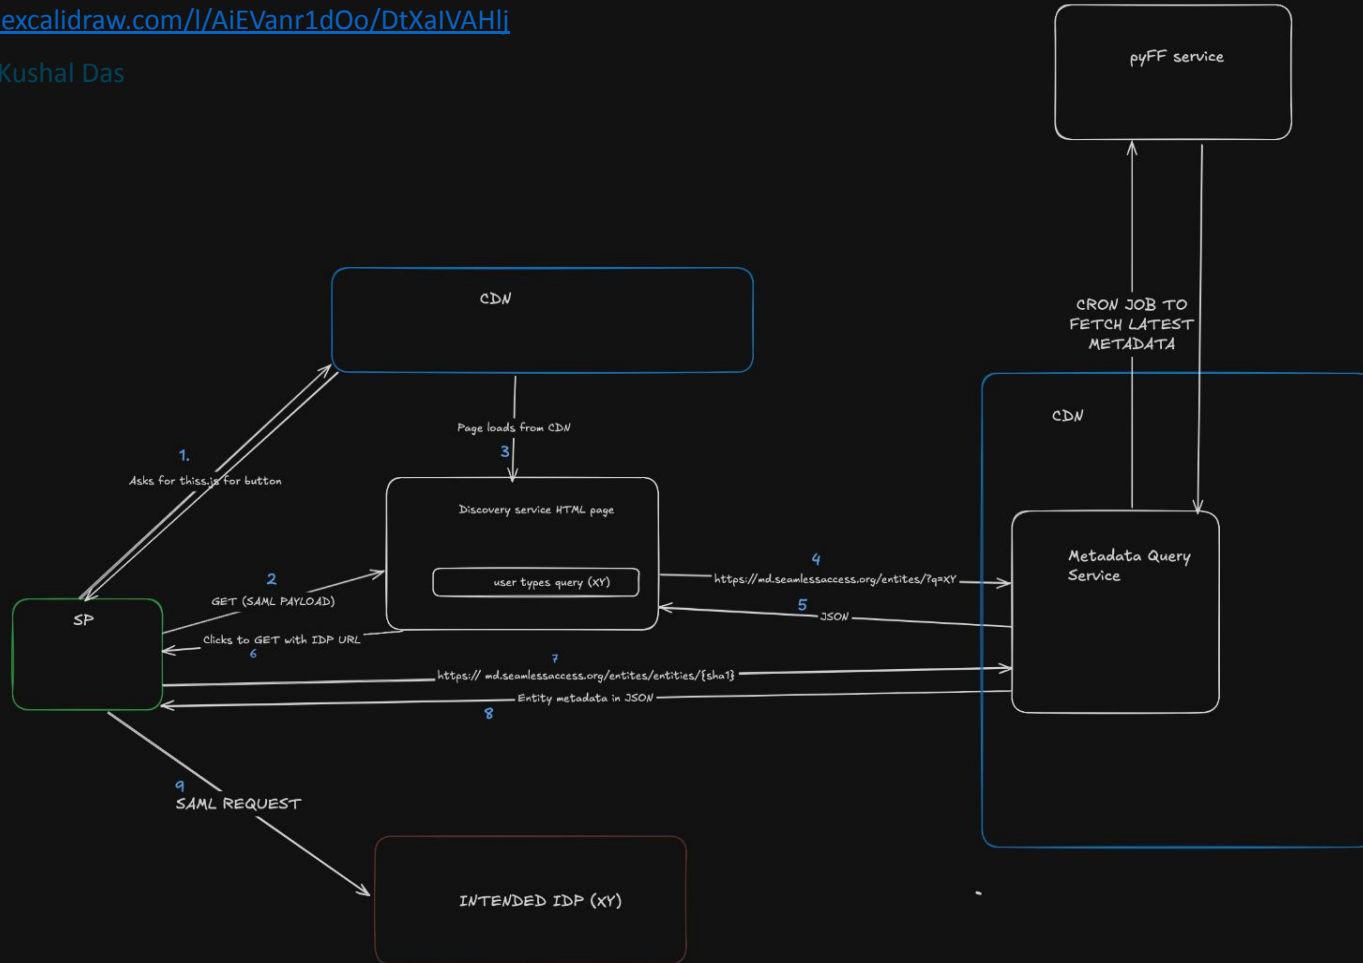 excalidraw.com/l/AiEVanr1dOo/DtXaIVAHlj
Kushal Das
pyFF service
CDN
CRON JOB TO
FETCH LATEST
METADATA
CDN
Page loads from CDN
3
1.
Asks for thiss.js for button
Discovery service HTML page
user types query (XY)
4
https://md.seamlessaccess.org/entites/?q=XY
Metadata Query
Service
2
GET (SAML PAYLOAD)
5
JSON
SP
Clicks to GET with IDP URL
6
7
https:// md.seamlessaccess.org/entites/entities/{sha1}
Entity metadata in JSON
8
9
SAML REQUEST
INTENDED IDP (XY)